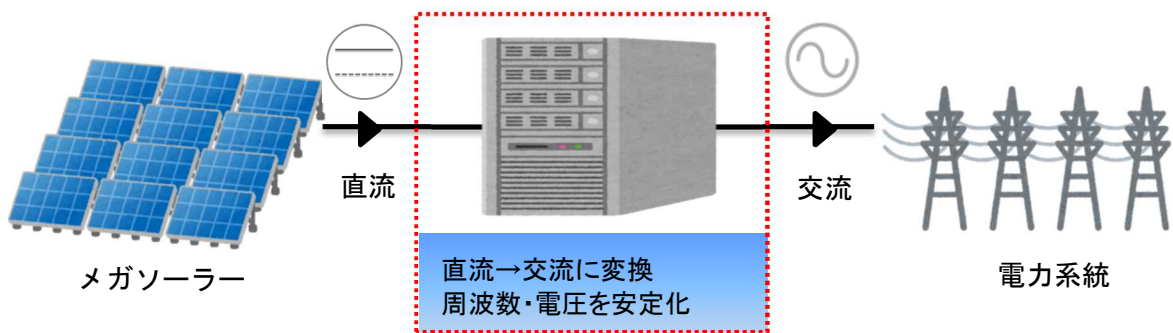 直流
交流
メガソーラー
直流→交流に変換
周波数・電圧を安定化
電力系統